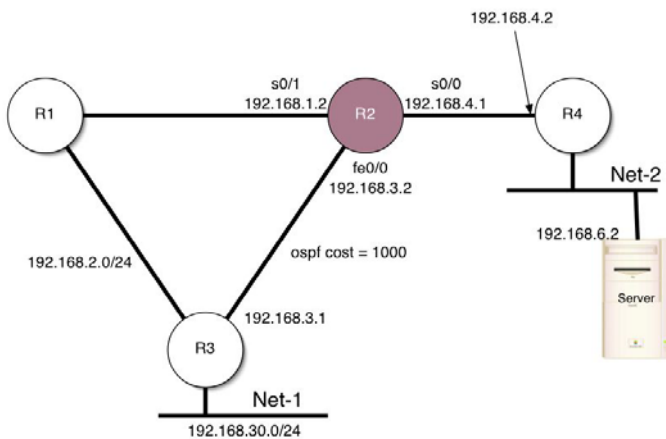 192.168.4.2
s0/1
s0/0
R1
192.168.1.2
R2
192.168.4.1
R4
fe0/0
192.168.3.2
Net-2
192.168.6.2
192.168.2.0/24
ospf cost = 1000
Server
192.168.3.1
R3
Net-1
192.168.30.0/24